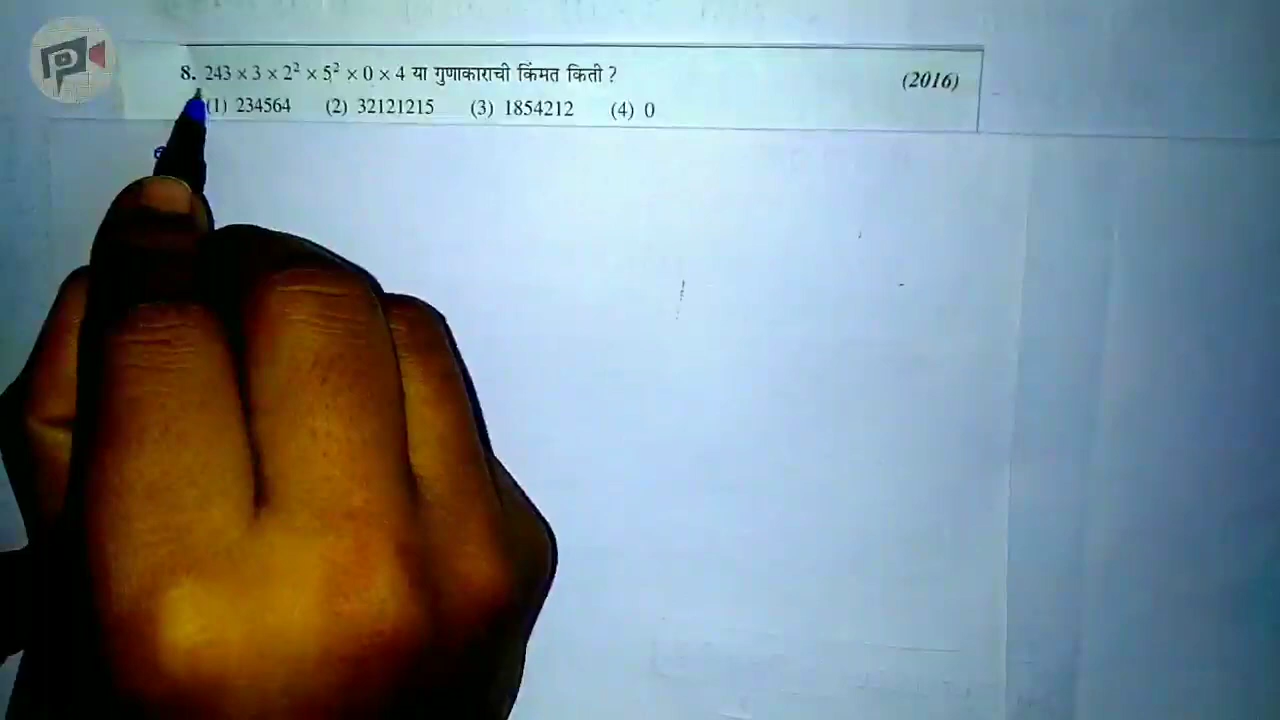 8. 243 × 3 × 2² × 5² × 0 × 4 या गुणाकाराची किंमत किती ? (2016)
(1) 234564 (2) 32121215 (3) 1854212 (4) 0